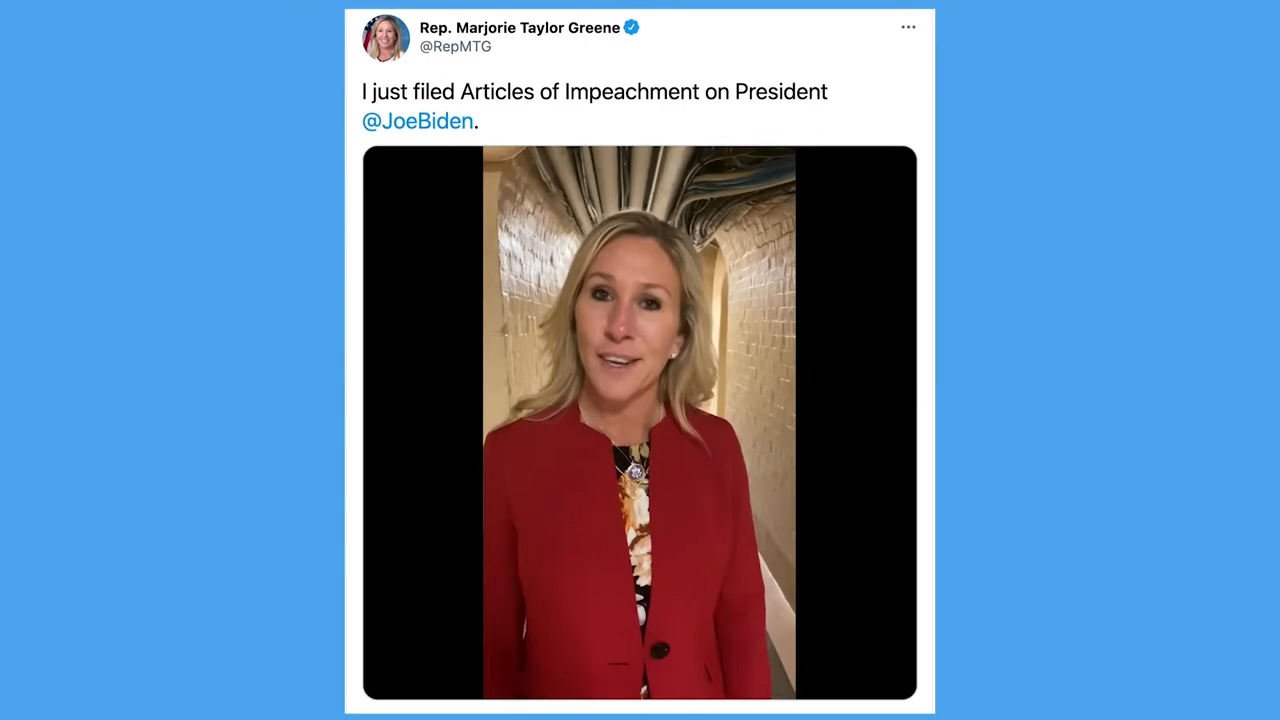 Rep. Marjorie Taylor Greene
@RepMTG
I just filed Articles of Impeachment on President
@JoeBiden.